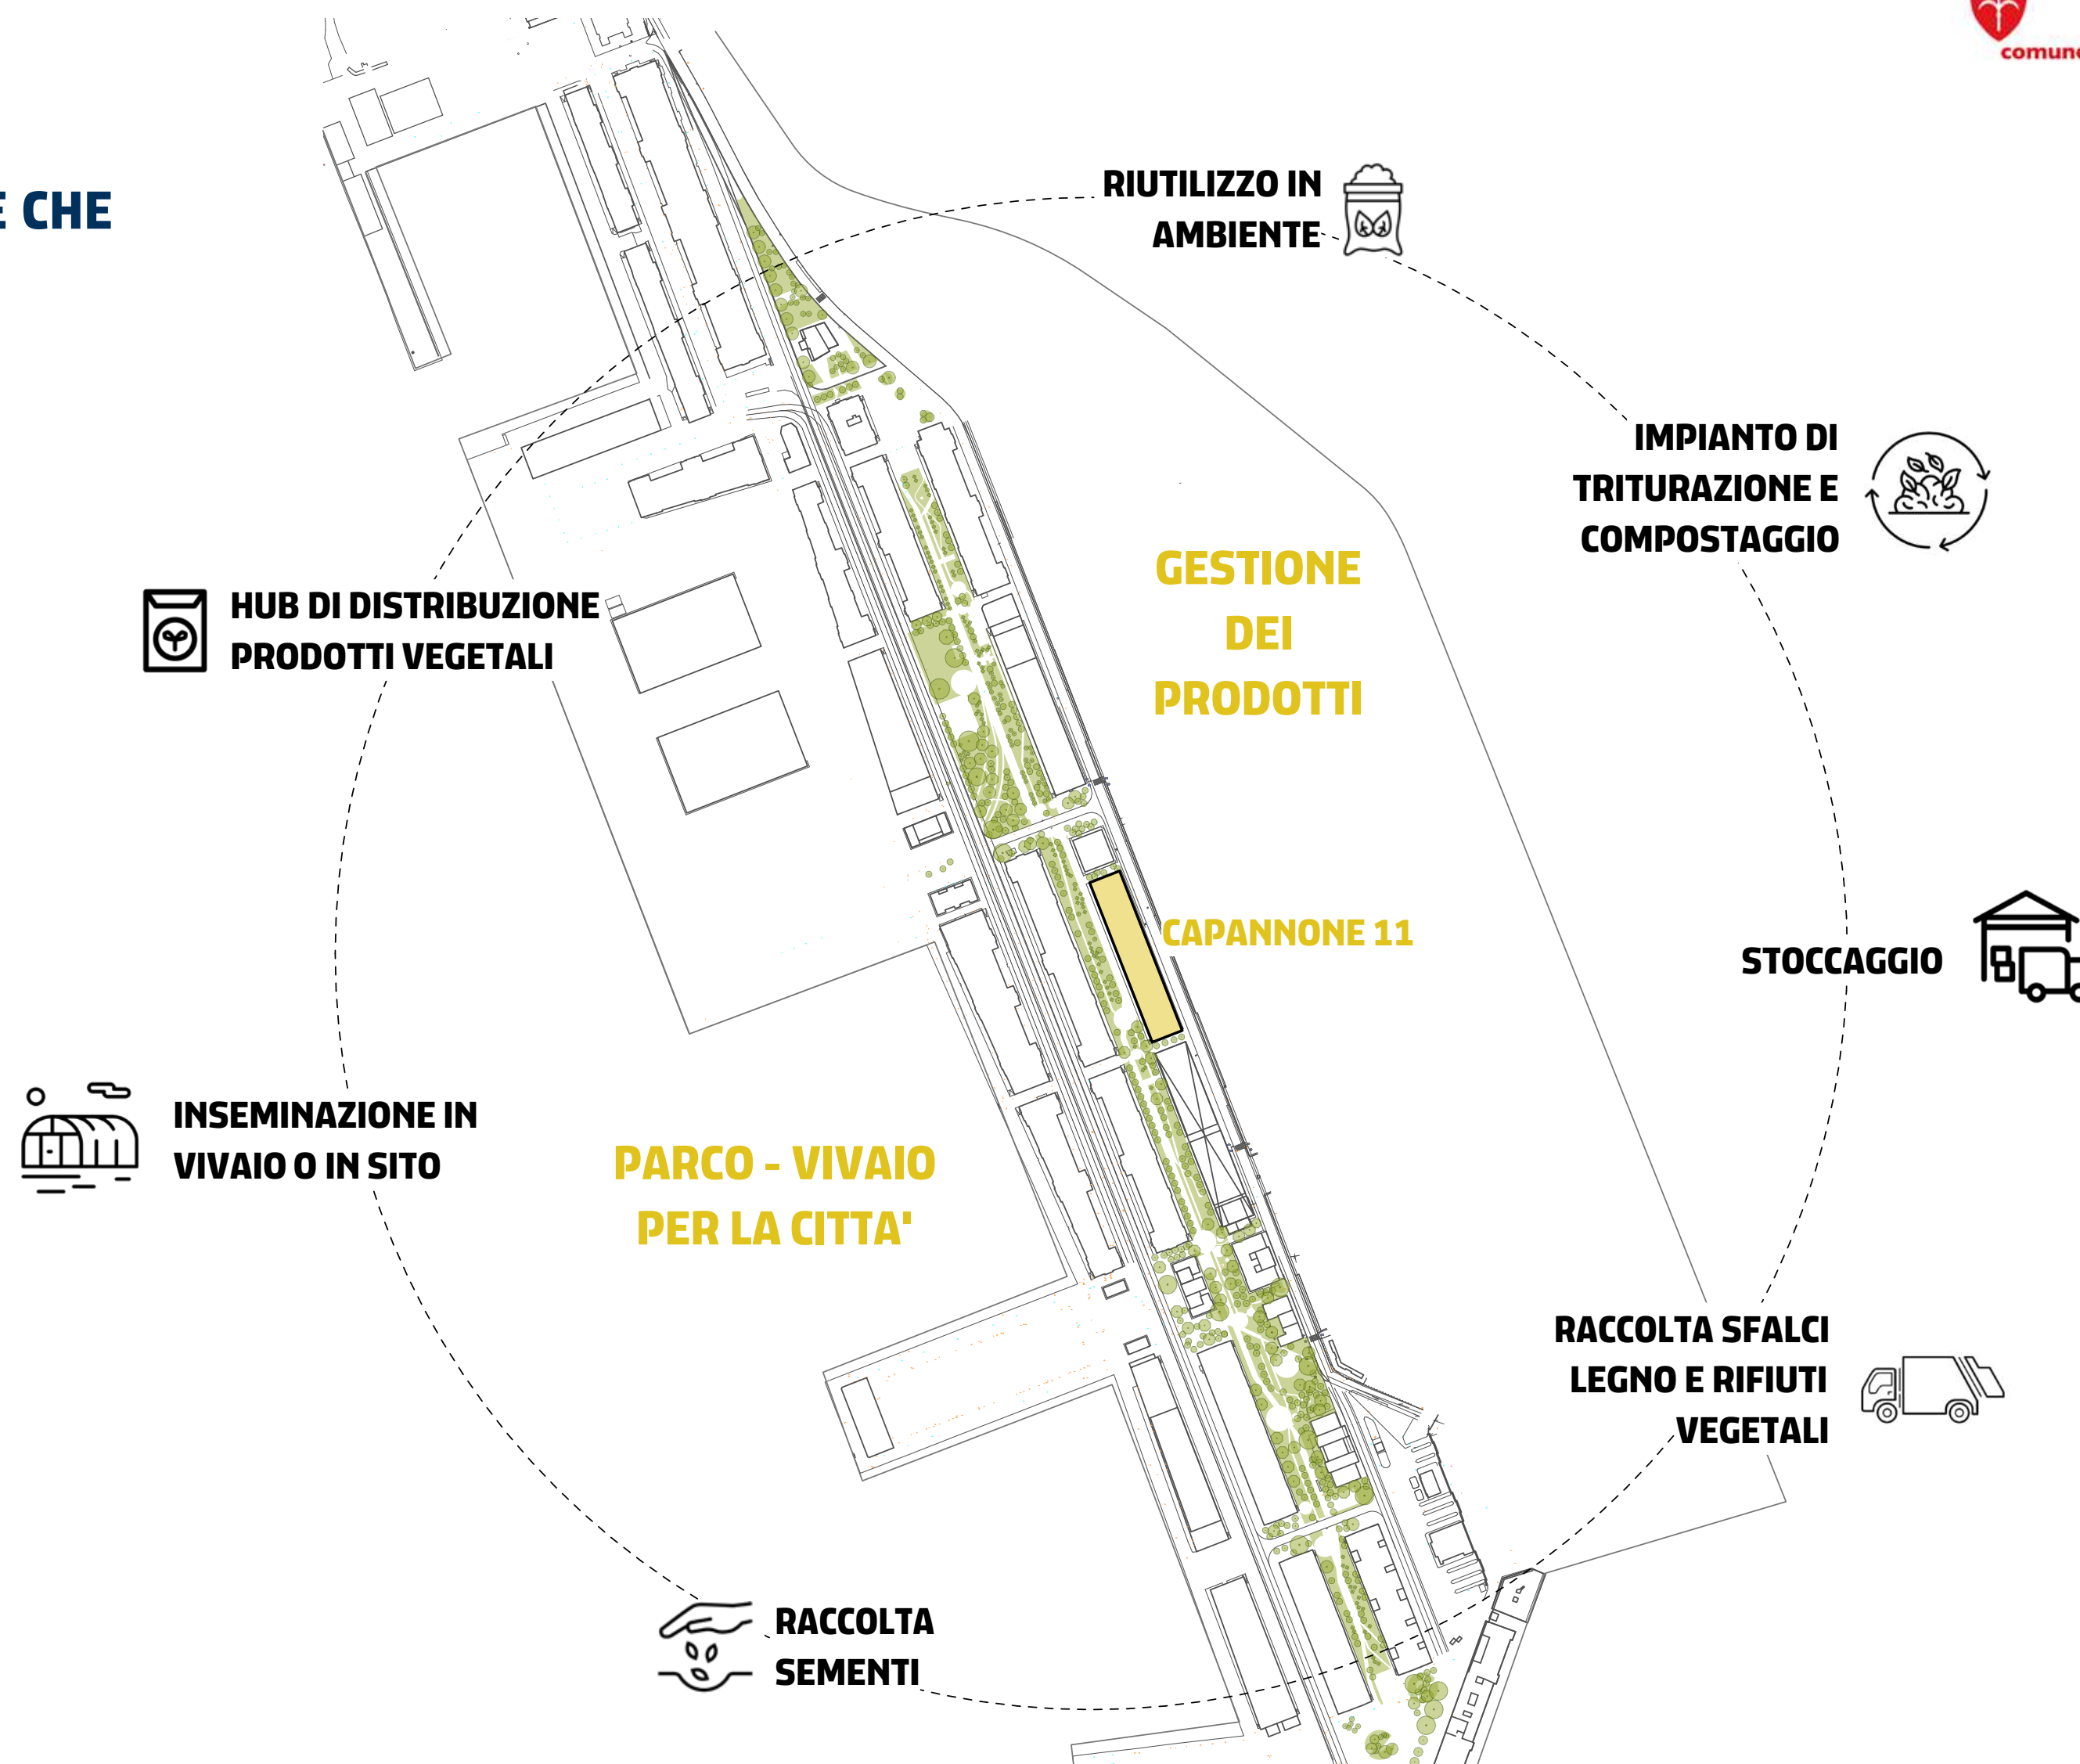 comune
E CHE
RIUTILIZZO IN
AMBIENTE
IMPIANTO DI
TRITURAZIONE E
COMPOSTAGGIO
GESTIONE
DEI
PRODOTTI
HUB DI DISTRIBUZIONE
PRODOTTI VEGETALI
CAPANNONE 11
STOCCAGGIO
INSEMINAZIONE IN
VIVAIO O IN SITO
PARCO - VIVAIO
PER LA CITTA'
RACCOLTA SFALCI
LEGNO E RIFIUTI
VEGETALI
RACCOLTA
SEMENTI